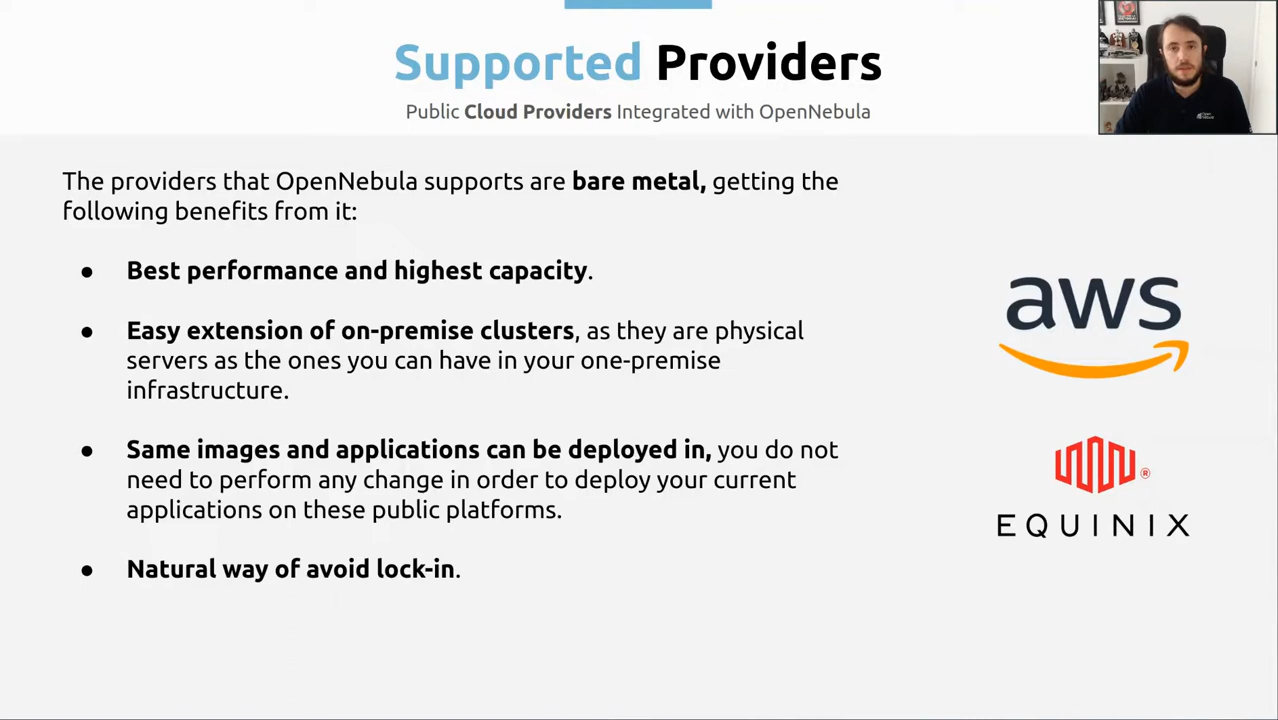 Supported Providers
Public Cloud Providers Integrated with OpenNebula
The providers that OpenNebula supports are bare metal, getting the
following benefits from it:
● Best performance and highest capacity.
● Easy extension of on-premise clusters, as they are physical
servers as the ones you can have in your one-premise
infrastructure.
● Same images and applications can be deployed in, you do not
need to perform any change in order to deploy your current
applications on these public platforms.
● Natural way of avoid lock-in.
aws
®
EQUINIX